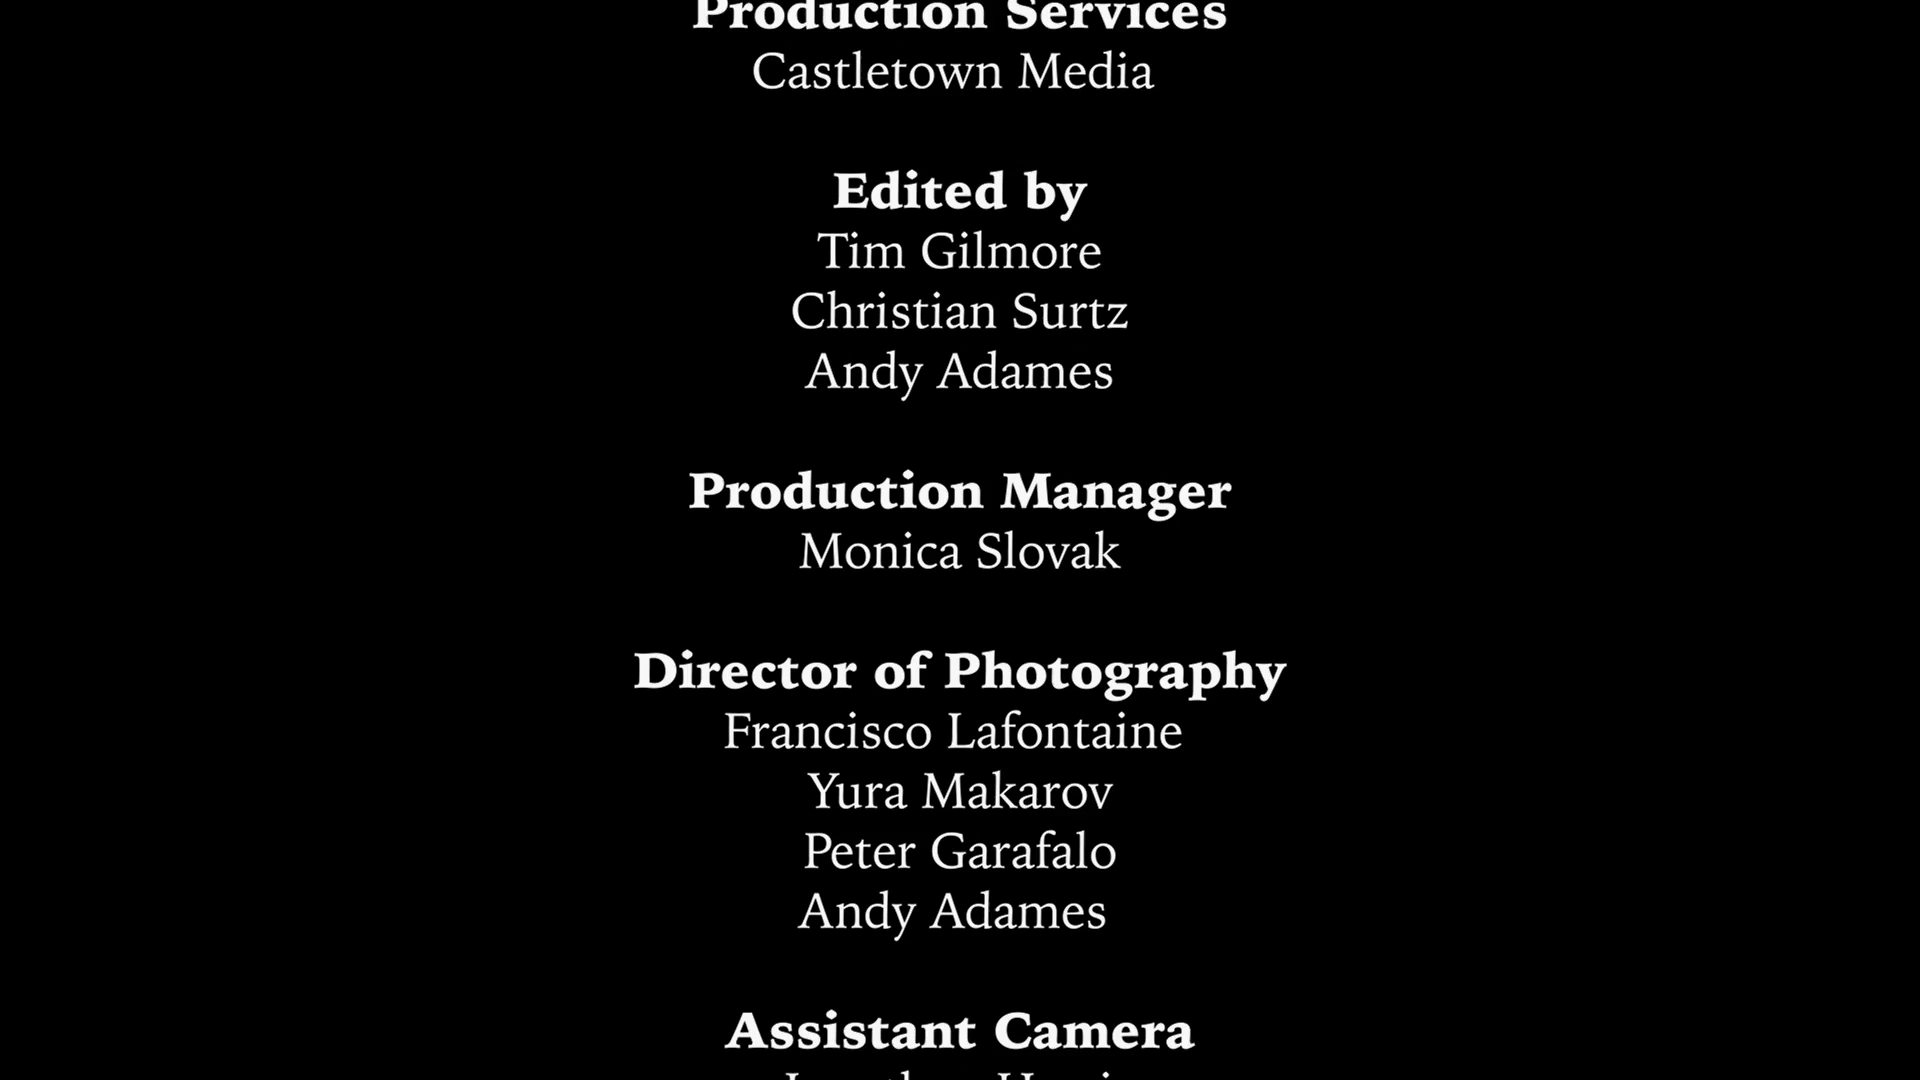 Production Services
Castletown Media
Edited by
Tim Gilmore
Christian Surtz
Andy Adames
Production Manager
Monica Slovak
Director of Photography
Francisco Lafontaine
Yura Makarov
Peter Garafalo
Andy Adames
Assistant Camera